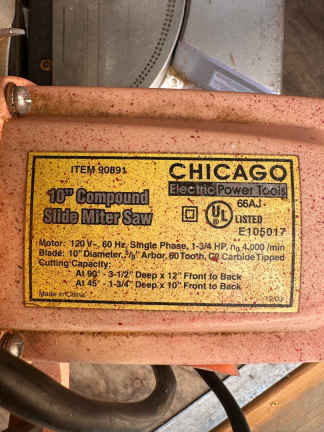 ITEM 90891
CHICAGO
Electric Power Tools
10" Compound
Slide Miter Saw
66AJ
UL
LISTED
E105017
Motor: 120 V~, 60 Hz, Single Phase, 1-3/4 HP, n₀ 4,000 /min
Blade: 10" Diameter, 5/8" Arbor, 60 Tooth, C2 Carbide Tipped
Cutting Capacity:
At 90° - 3-1/2" Deep x 12" Front to Back
At 45° - 1-3/4" Deep x 10" Front to Back
Made in China